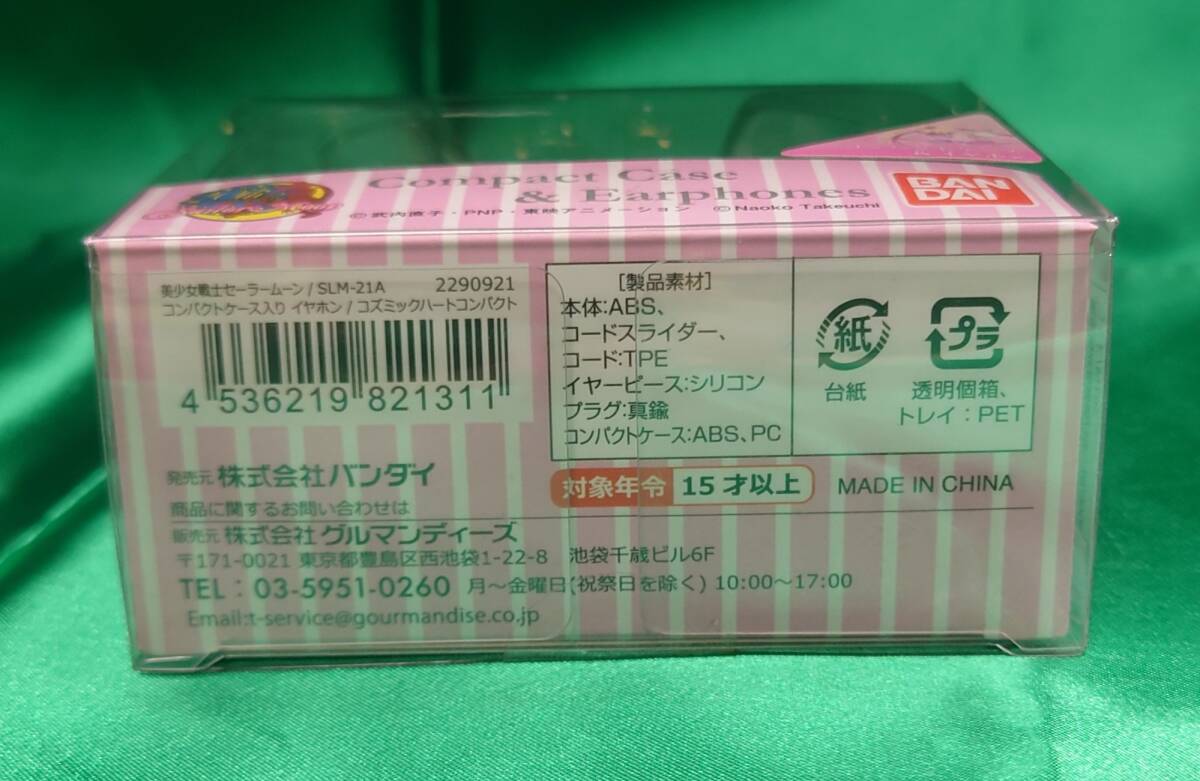 Compact Case
& Earphones
©武内直子・PNP・東映アニメーション ©Naoko Takeuchi
BAN
DAI
美少女戦士セーラームーン / SLM-21A 2290921
コンパクトケース入り イヤホン / コズミックハートコンパクト
4 536219 821311
[製品素材]
本体:ABS、
コードスライダー、
コード:TPE
イヤーピース:シリコン
プラグ:真鍮
コンパクトケース:ABS、PC
紙
台紙
プラ
透明個箱、
トレイ:PET
対象年令 15才以上
MADE IN CHINA
発売元 株式会社バンダイ
商品に関するお問い合わせは
販売元 株式会社 グルマンディーズ
〒171-0021 東京都豊島区西池袋1-22-8 池袋千歳ビル6F
TEL：03-5951-0260 月～金曜日(祝祭日を除く) 10:00～17:00
Email:t-service@gourmandise.co.jp